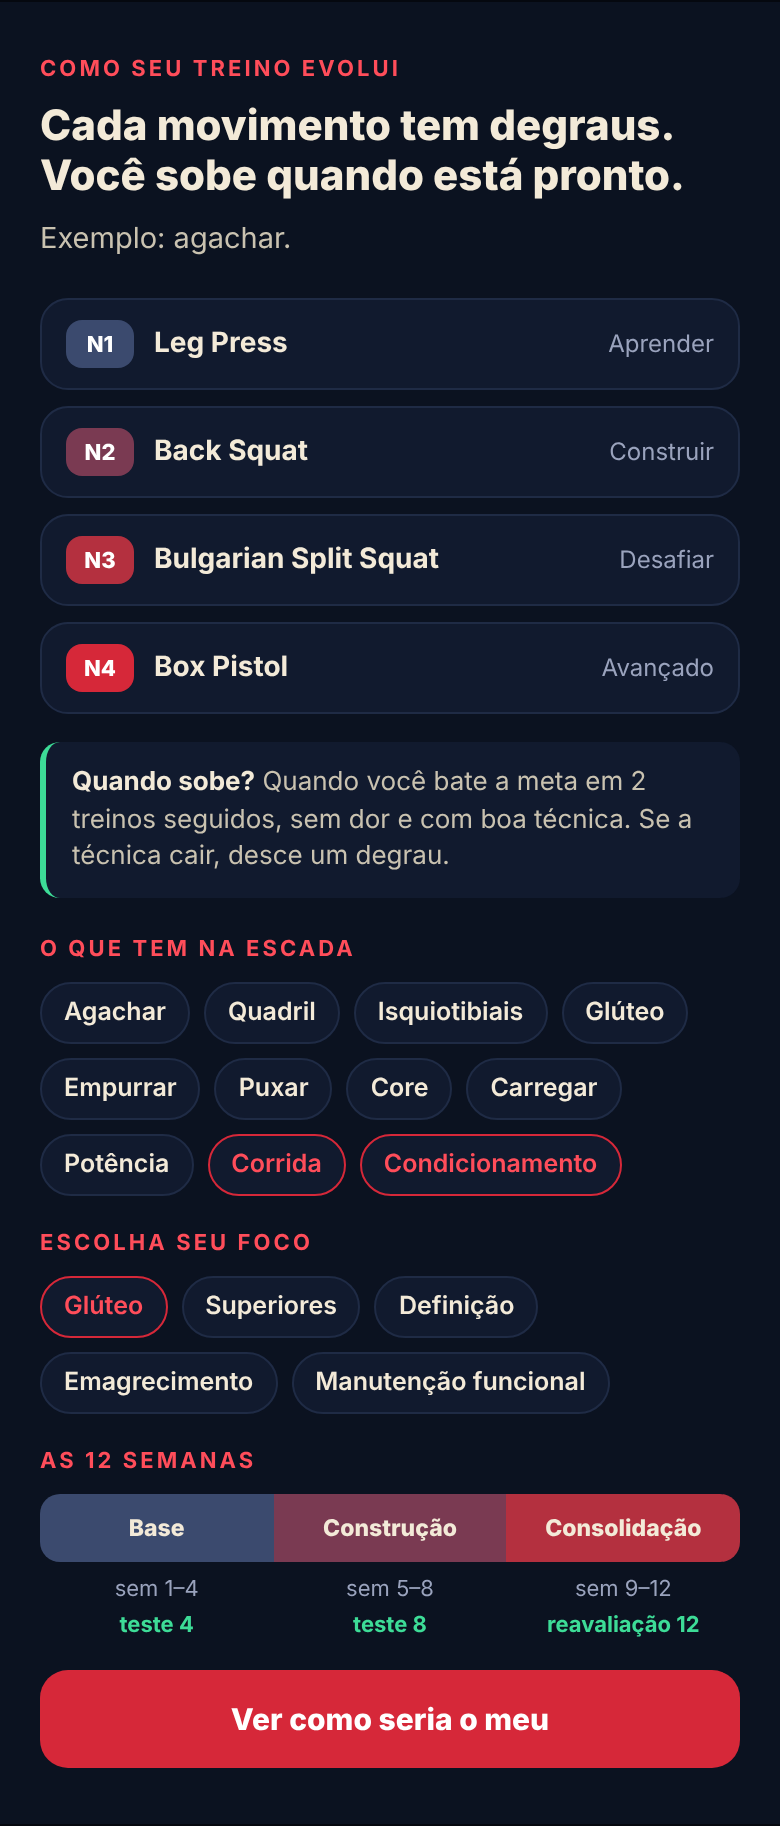 COMO SEU TREINO EVOLUI
Cada movimento tem degraus.
Você sobe quando está pronto.
Exemplo: agachar.
N1 Leg Press Aprender
N2 Back Squat Construir
N3 Bulgarian Split Squat Desafiar
N4 Box Pistol Avançado
Quando sobe? Quando você bate a meta em 2
treinos seguidos, sem dor e com boa técnica. Se a
técnica cair, desce um degrau.
O QUE TEM NA ESCADA
Agachar Quadril Isquiotibiais Glúteo
Empurrar Puxar Core Carregar
Potência Corrida Condicionamento
ESCOLHA SEU FOCO
Glúteo Superiores Definição
Emagrecimento Manutenção funcional
AS 12 SEMANAS
Base Construção Consolidação
sem 1–4 sem 5–8 sem 9–12
teste 4 teste 8 reavaliação 12
Ver como seria o meu